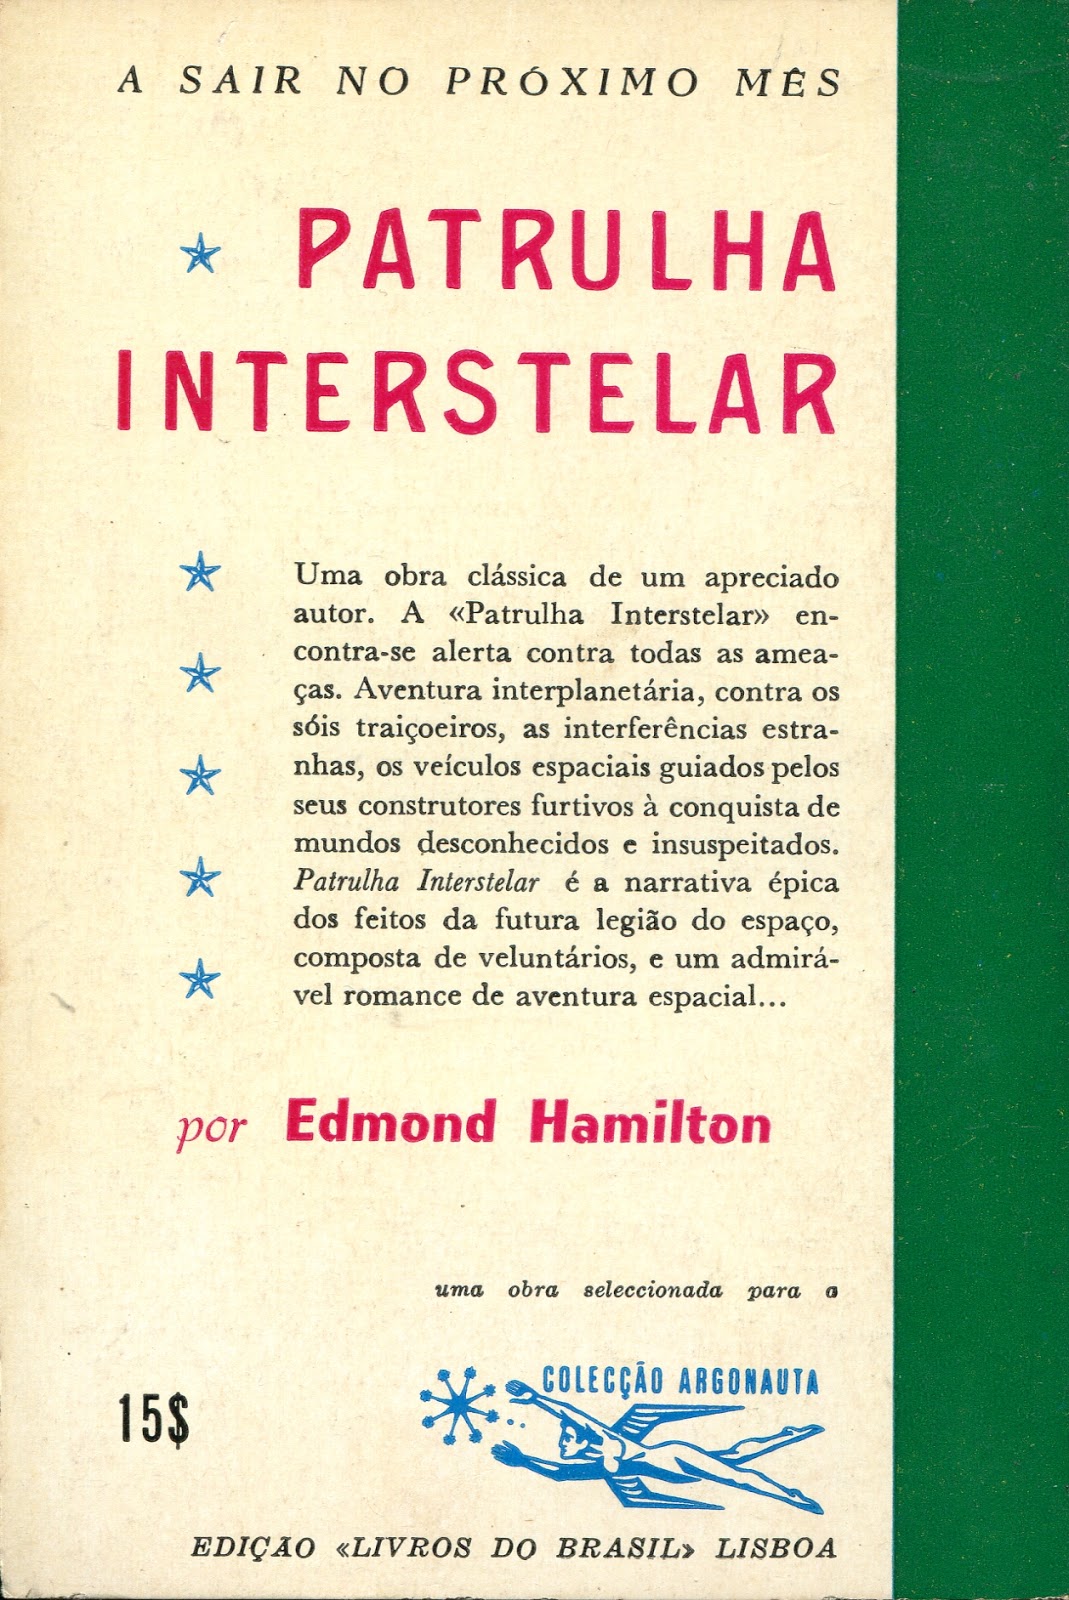 A SAIR NO PRÓXIMO MÊS
PATRULHA
INTERSTELAR
Uma obra clássica de um apreciado
autor. A «Patrulha Interstelar» en-
contra-se alerta contra todas as amea-
ças. Aventura interplanetária, contra os
sóis traiçoeiros, as interferências estra-
nhas, os veículos espaciais guiados pelos
seus construtores furtivos à conquista de
mundos desconhecidos e insuspeitados.
Patrulha Interstelar é a narrativa épica
dos feitos da futura legião do espaço,
composta de veluntários, e um admirá-
vel romance de aventura espacial...
por Edmond Hamilton
uma obra seleccionada para a
COLECÇÃO ARGONAUTA
15$
EDIÇÃO «LIVROS DO BRASIL» LISBOA